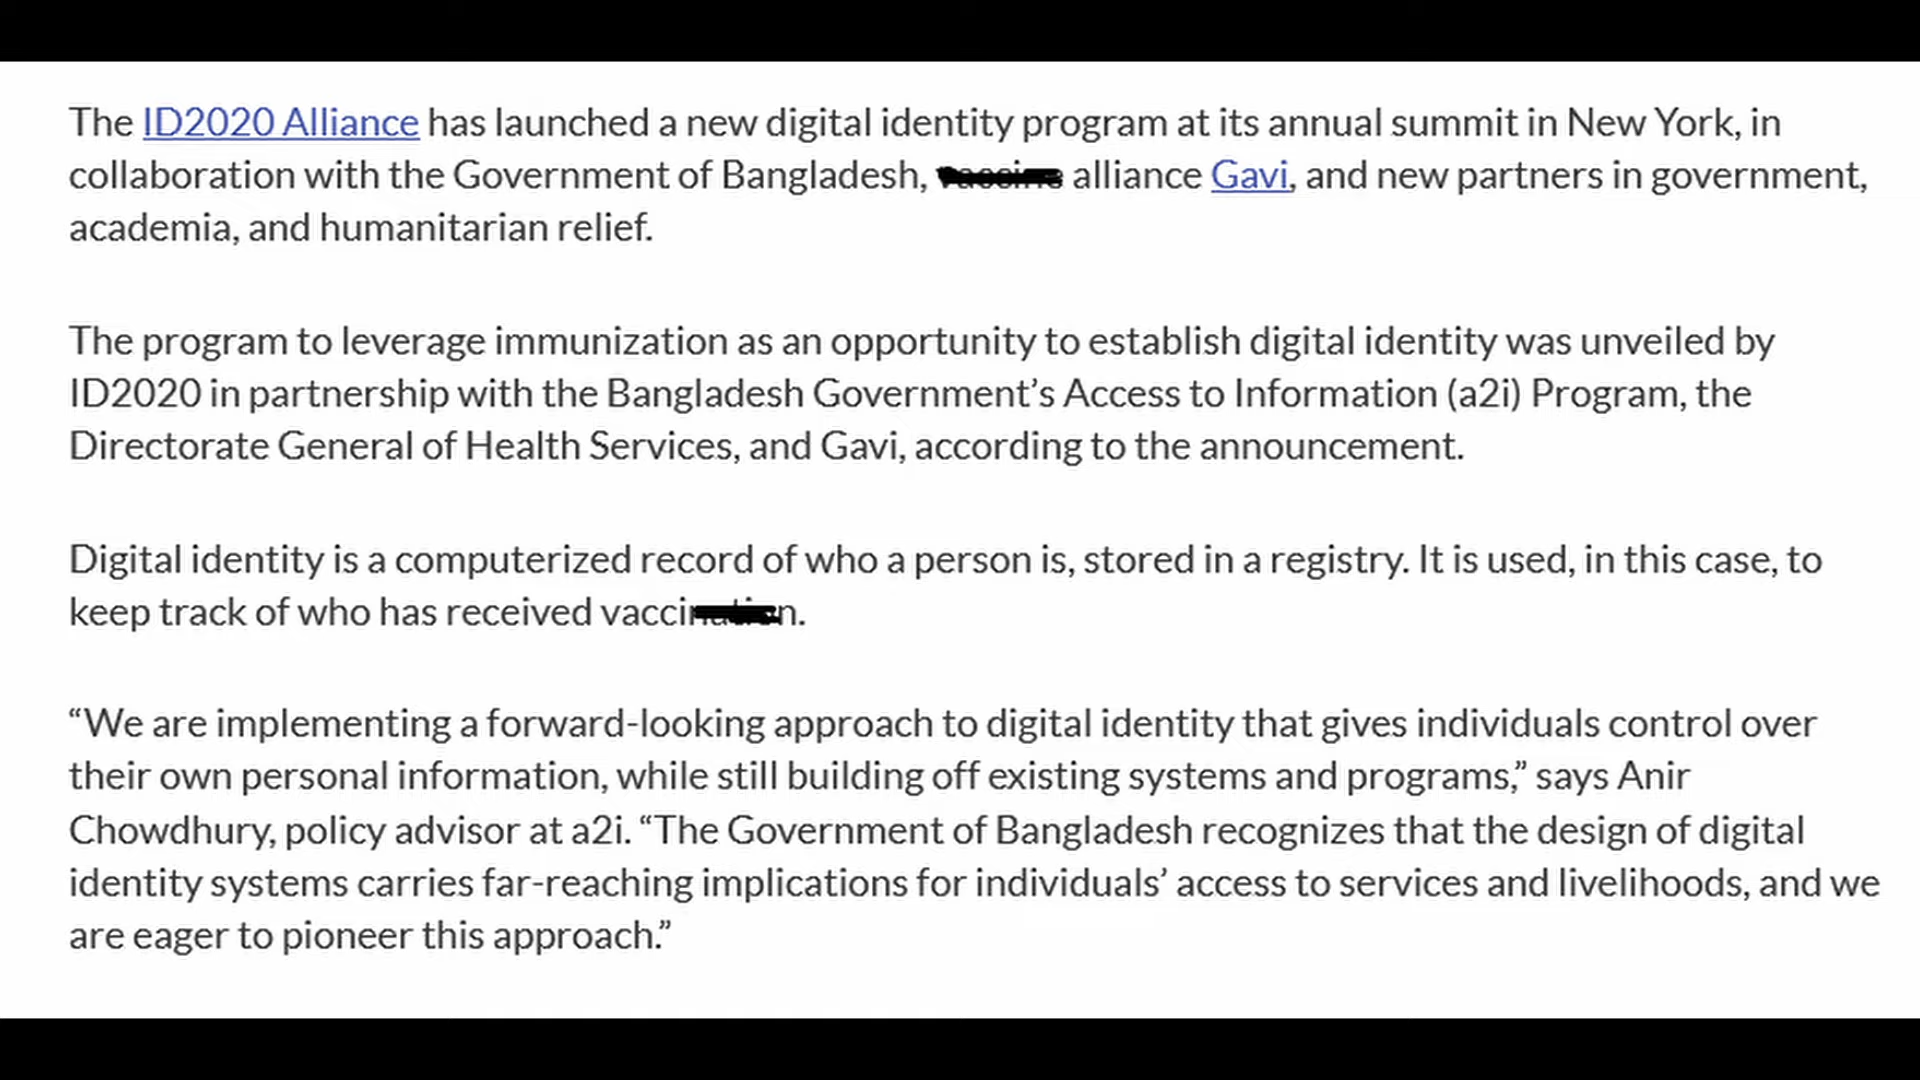 The ID2020 Alliance has launched a new digital identity program at its annual summit in New York, in
collaboration with the Government of Bangladesh, alliance Gavi, and new partners in government,
academia, and humanitarian relief.
The program to leverage immunization as an opportunity to establish digital identity was unveiled by
ID2020 in partnership with the Bangladesh Government’s Access to Information (a2i) Program, the
Directorate General of Health Services, and Gavi, according to the announcement.
Digital identity is a computerized record of who a person is, stored in a registry. It is used, in this case, to
keep track of who has received
“We are implementing a forward-looking approach to digital identity that gives individuals control over
their own personal information, while still building off existing systems and programs,” says Anir
Chowdhury, policy advisor at a2i. “The Government of Bangladesh recognizes that the design of digital
identity systems carries far-reaching implications for individuals’ access to services and livelihoods, and we
are eager to pioneer this approach.”